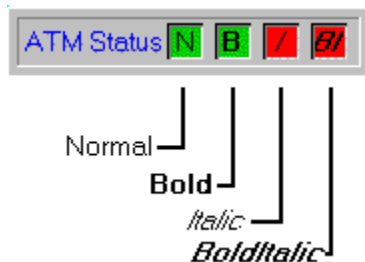 ATM Status N B I BI
Normal
Bold
Italic
BoldItalic